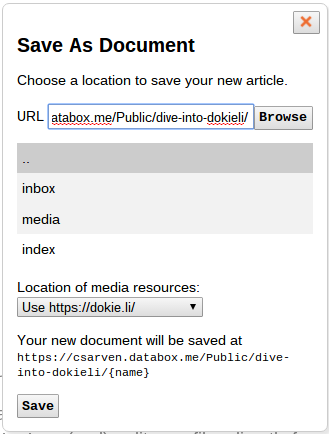 Save As Document
Choose a location to save your new article.
URL atabox.me/Public/dive-into-dokieli/ Browse
..
inbox
media
index
Location of media resources:
Use https://dokie.li/
Your new document will be saved at
https://csarven.databox.me/Public/dive-
into-dokieli/{name}
Save